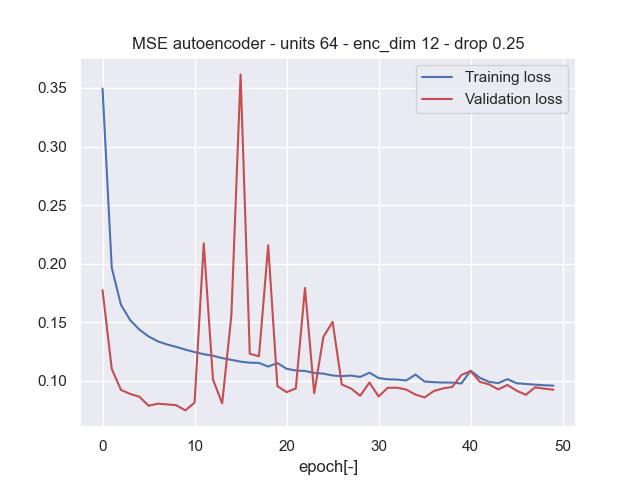 MSE autoencoder - units 64 - enc_dim 12 - drop 0.25
Training loss
Validation loss
0.35
0.30
0.25
0.20
0.15
0.10
0 10 20 30 40 50
epoch[-]